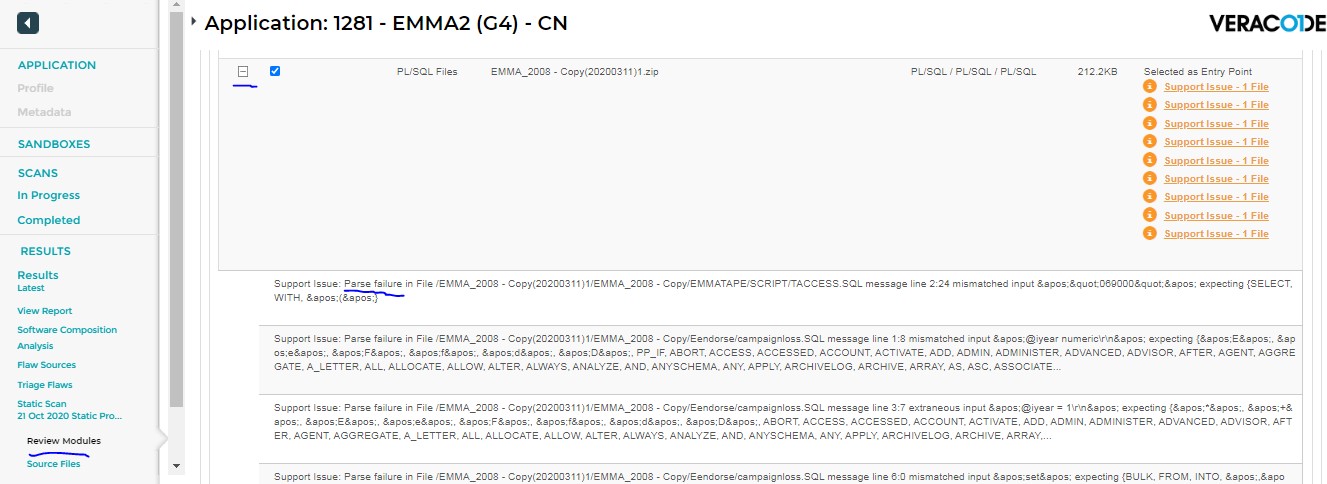 Application: 1281 - EMMA2 (G4) - CN
VERACODE
APPLICATION
Profile
Metadata
SANDBOXES
SCANS
In Progress
Completed
RESULTS
Results
Latest
View Report
Software Composition
Analysis
Flaw Sources
Triage Flaws
Static Scan
21 Oct 2020 Static Pro...
Review Modules
Source Files
PL/SQL Files EMMA_2008 - Copy(20200311)1.zip PL/SQL / PL/SQL / PL/SQL 212.2KB Selected as Entry Point
Support Issue - 1 File
Support Issue - 1 File
Support Issue - 1 File
Support Issue - 1 File
Support Issue - 1 File
Support Issue - 1 File
Support Issue - 1 File
Support Issue - 1 File
Support Issue - 1 File
Support Issue: Parse failure in File /EMMA_2008 - Copy(20200311)1/EMMA_2008 - Copy/EMMATAPE/SCRIPT/TACCESS.SQL message line 2:24 mismatched input &apos;&quot;069000&quot;&apos; expecting {SELECT,
WITH, &apos;(&apos;}
Support Issue: Parse failure in File /EMMA_2008 - Copy(20200311)1/EMMA_2008 - Copy/Eendorse/campaignloss.SQL message line 1:8 mismatched input &apos;@iyear numeric\r\n&apos; expecting {&apos;E&apos;, &ap
os;e&apos;, &apos;F&apos;, &apos;f&apos;, &apos;d&apos;, &apos;D&apos;, PP_IF, ABORT, ACCESS, ACCESSED, ACCOUNT, ACTIVATE, ADD, ADMIN, ADMINISTER, ADVANCED, ADVISOR, AFTER, AGENT, AGGRE
GATE, A_LETTER, ALL, ALLOCATE, ALLOW, ALTER, ALWAYS, ANALYZE, AND, ANYSCHEMA, ANY, APPLY, ARCHIVELOG, ARCHIVE, ARRAY, AS, ASC, ASSOCIATE...
Support Issue: Parse failure in File /EMMA_2008 - Copy(20200311)1/EMMA_2008 - Copy/Eendorse/campaignloss.SQL message line 3:7 extraneous input &apos;@iyear = 1\r\n&apos; expecting {&apos;*&apos;, &apos;+&
apos;, &apos;E&apos;, &apos;e&apos;, &apos;F&apos;, &apos;f&apos;, &apos;d&apos;, &apos;D&apos;, ABORT, ACCESS, ACCESSED, ACCOUNT, ACTIVATE, ADD, ADMIN, ADMINISTER, ADVANCED, ADVISOR, AFT
ER, AGENT, AGGREGATE, A_LETTER, ALL, ALLOCATE, ALLOW, ALTER, ALWAYS, ANALYZE, AND, ANYSCHEMA, ANY, APPLY, ARCHIVELOG, ARCHIVE, ARRAY,...
Support Issue: Parse failure in File /EMMA_2008 - Copy(20200311)1/EMMA_2008 - Copy/Eendorse/campaignloss.SQL message line 6:0 mismatched input &apos;set&apos; expecting {BULK, FROM, INTO, &apos;,&apo